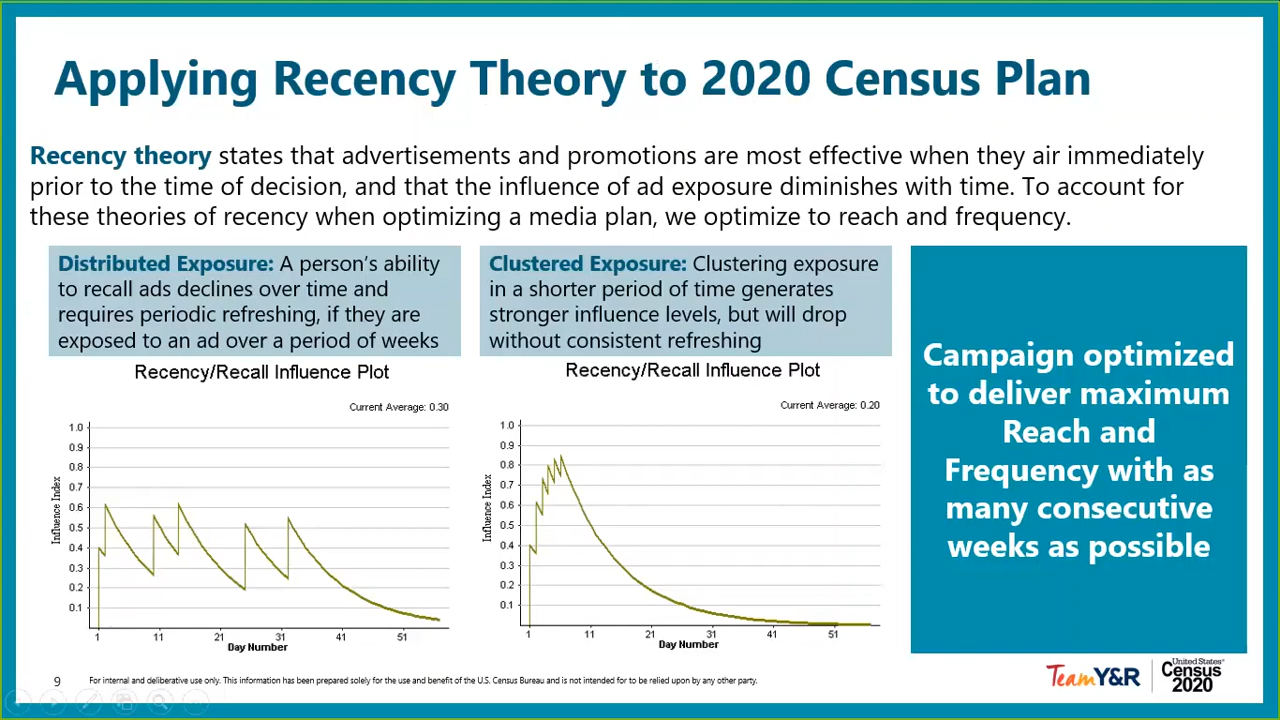 Applying Recency Theory to 2020 Census Plan
Recency theory states that advertisements and promotions are most effective when they air immediately
prior to the time of decision, and that the influence of ad exposure diminishes with time. To account for
these theories of recency when optimizing a media plan, we optimize to reach and frequency.
Distributed Exposure: A person's ability
to recall ads declines over time and
requires periodic refreshing, if they are
exposed to an ad over a period of weeks
Recency/Recall Influence Plot
Current Average: 0.30
Influence Index
1.0
0.9
0.8
0.7
0.6
0.5
0.4
0.3
0.2
0.1
1 11 21 31 41 51
Day Number
Clustered Exposure: Clustering exposure
in a shorter period of time generates
stronger influence levels, but will drop
without consistent refreshing
Recency/Recall Influence Plot
Current Average: 0.20
Influence Index
1.0
0.9
0.8
0.7
0.6
0.5
0.4
0.3
0.2
0.1
1 11 21 31 41 51
Day Number
Campaign optimized
to deliver maximum
Reach and
Frequency with as
many consecutive
weeks as possible
9
For internal and deliberative use only. This information has been prepared solely for the use and benefit of the U.S. Census Bureau and is not intended for to be relied upon by any other party.
TeamY&R
United States®
Census
2020